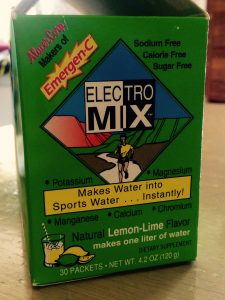 Alacer Corp.
Makers of
Emergen-C
Sodium Free
Calorie Free
Sugar Free
ELECTRO
MIX™
• Potassium
• Magnesium
Makes Water into
Sports Water . . . Instantly!
• Manganese • Calcium • Chromium
Natural Lemon-Lime Flavor
makes one liter of water
DIETARY SUPPLEMENT
30 PACKETS • NET WT. 4.2 OZ (120 g)